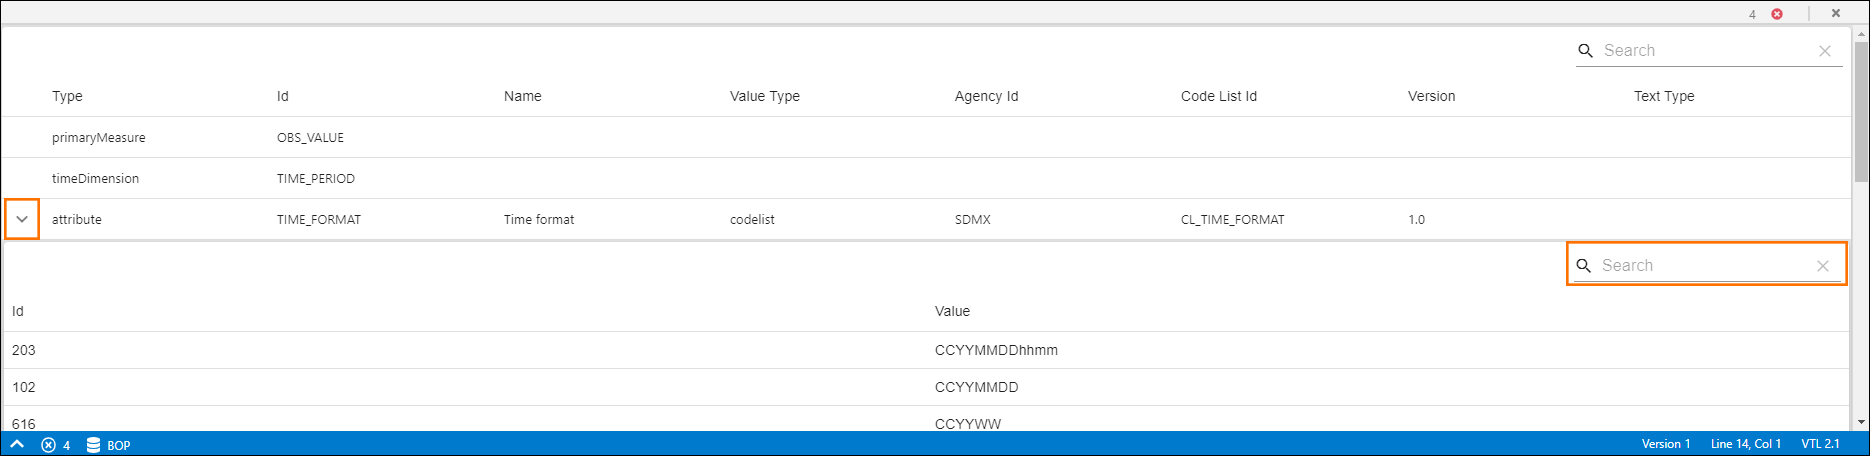 4
Search
Type Id Name Value Type Agency Id Code List Id Version Text Type
primaryMeasure OBS_VALUE
timeDimension TIME_PERIOD
attribute TIME_FORMAT Time format codelist SDMX CL_TIME_FORMAT 1.0
Search
Id Value
203 CCYYMMDDhhmm
102 CCYYMMDD
616 CCYYWW
4 BOP Version 1 Line 14, Col 1 VTL 2.1